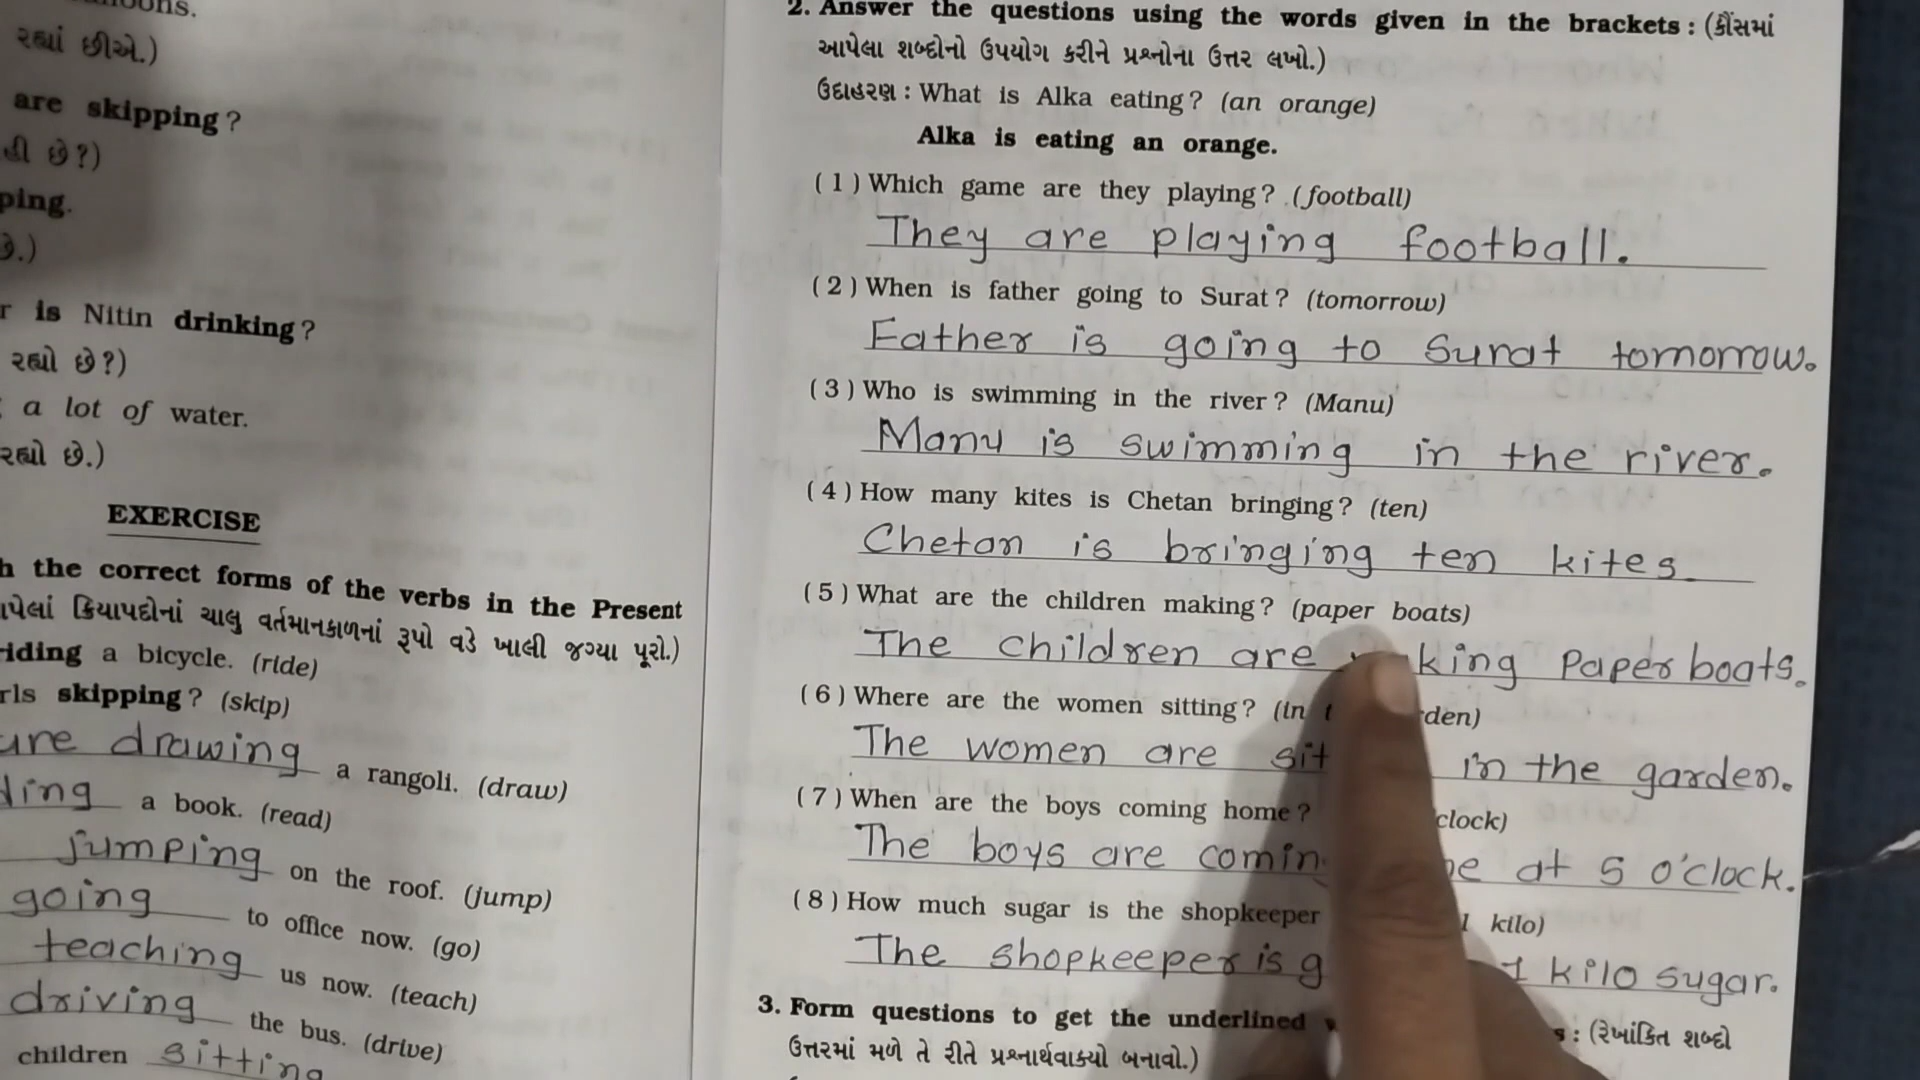 રહ્યાં છીએ.)
are skipping?
છે?)
ping.
છે.)
is Nitin drinking?
રહ્યો છે?)
a lot of water.
રહ્યો છે.)
EXERCISE
the correct forms of the verbs in the Present
ક્રિયાપદોનાં ચાલુ વર્તમાનકાળનાં રૂપો વડે ખાલી જગ્યા પૂરો.)
iding a bicycle. (ride)
rls skipping? (skip)
are drawing a rangoli. (draw)
ding a book. (read)
jumping on the roof. (jump)
going to office now. (go)
teaching us now. (teach)
driving the bus. (drive)
children sitting
2. Answer the questions using the words given in the brackets : (કૌંસમાં
આપેલા શબ્દોનો ઉપયોગ કરીને પ્રશ્નોના ઉત્તર લખો.)
ઉદાહરણ : What is Alka eating? (an orange)
Alka is eating an orange.
(1) Which game are they playing? (football)
They are playing football.
(2) When is father going to Surat? (tomorrow)
Father is going to Surat tomorrow.
(3) Who is swimming in the river? (Manu)
Manu is swimming in the river.
(4) How many kites is Chetan bringing? (ten)
Chetan is bringing ten kites
(5) What are the children making? (paper boats)
The children are king paper boats.
(6) Where are the women sitting? (in den)
The women are sit in the garden.
(7) When are the boys coming home? clock)
The boys are comin at 5 o'clock.
(8) How much sugar is the shopkeeper kilo)
The shopkeeper is g 1 kilo sugar.
3. Form questions to get the underlined : (રેખાંકિત શબ્દો
ઉત્તરમાં મળે તે રીતે પ્રશ્નાર્થવાક્યો બનાવો.)